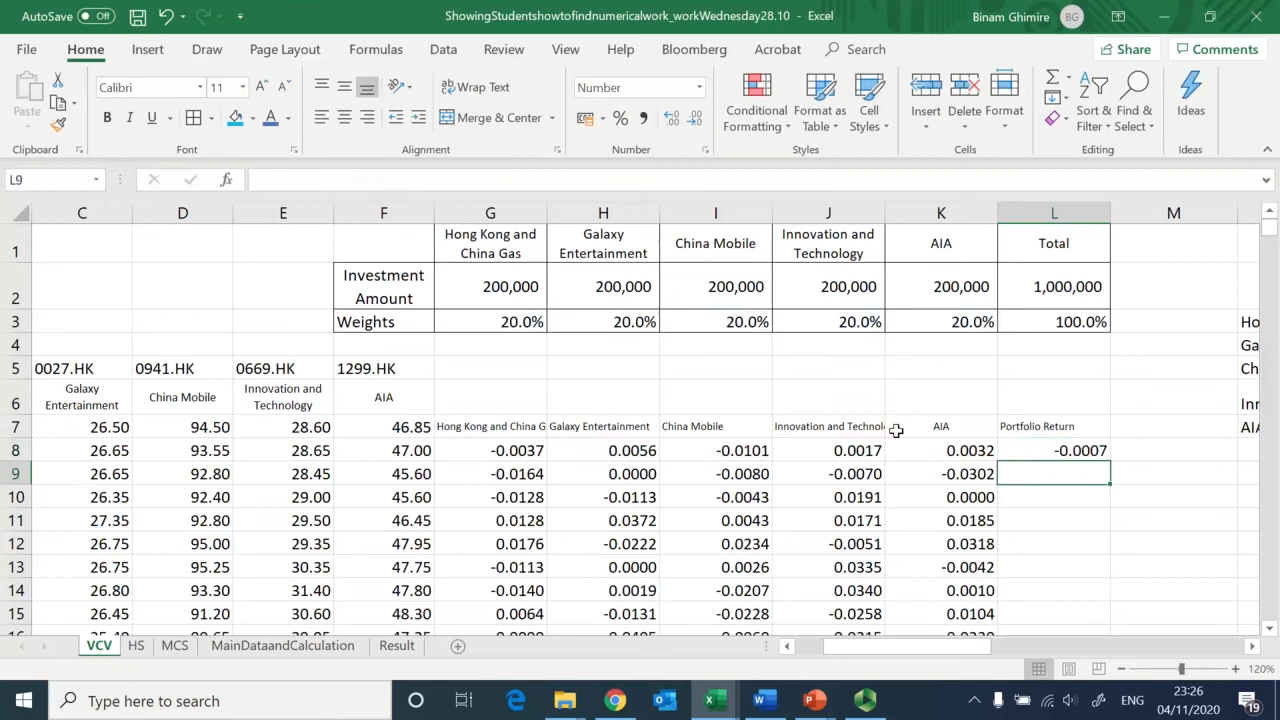 AutoSave Off ShowingStudentshowtofindnumericalwork_workWednesday28.10 - Excel Binam Ghimire BG
File Home Insert Draw Page Layout Formulas Data Review View Help Bloomberg Acrobat Search Share Comments
Calibri 11 Wrap Text Number
Paste Conditional Format as Cell Insert Delete Format Sort & Find & Ideas
B I U A Merge & Center % Formatting Table Styles Filter Select
Clipboard Font Alignment Number Styles Cells Editing Ideas
L9 fx
C D E F G H I J K L M
1 Hong Kong and China Gas Galaxy Entertainment China Mobile Innovation and Technology AIA Total
2 Investment Amount 200,000 200,000 200,000 200,000 200,000 1,000,000
3 Weights 20.0% 20.0% 20.0% 20.0% 20.0% 100.0% Ho
4 Ga
5 0027.HK 0941.HK 0669.HK 1299.HK Ch
6 Galaxy Entertainment China Mobile Innovation and Technology AIA Inn
7 26.50 94.50 28.60 46.85 Hong Kong and China G Galaxy Entertainment China Mobile Innovation and Technolo AIA Portfolio Return AIA
8 26.65 93.55 28.65 47.00 -0.0037 0.0056 -0.0101 0.0017 0.0032 -0.0007
9 26.65 92.80 28.45 45.60 -0.0164 0.0000 -0.0080 -0.0070 -0.0302
10 26.35 92.40 29.00 45.60 -0.0128 -0.0113 -0.0043 0.0191 0.0000
11 27.35 92.80 29.50 46.45 0.0128 0.0372 0.0043 0.0171 0.0185
12 26.75 95.00 29.35 47.95 0.0176 -0.0222 0.0234 -0.0051 0.0318
13 26.75 95.25 30.35 47.75 -0.0113 0.0000 0.0026 0.0335 -0.0042
14 26.80 93.30 31.40 47.80 -0.0140 0.0019 -0.0207 0.0340 0.0010
15 26.45 91.20 30.60 48.30 0.0064 -0.0131 -0.0228 -0.0258 0.0104
VCV HS MCS MainDataandCalculation Result
120%
Type here to search ENG 23:26
04/11/2020 19